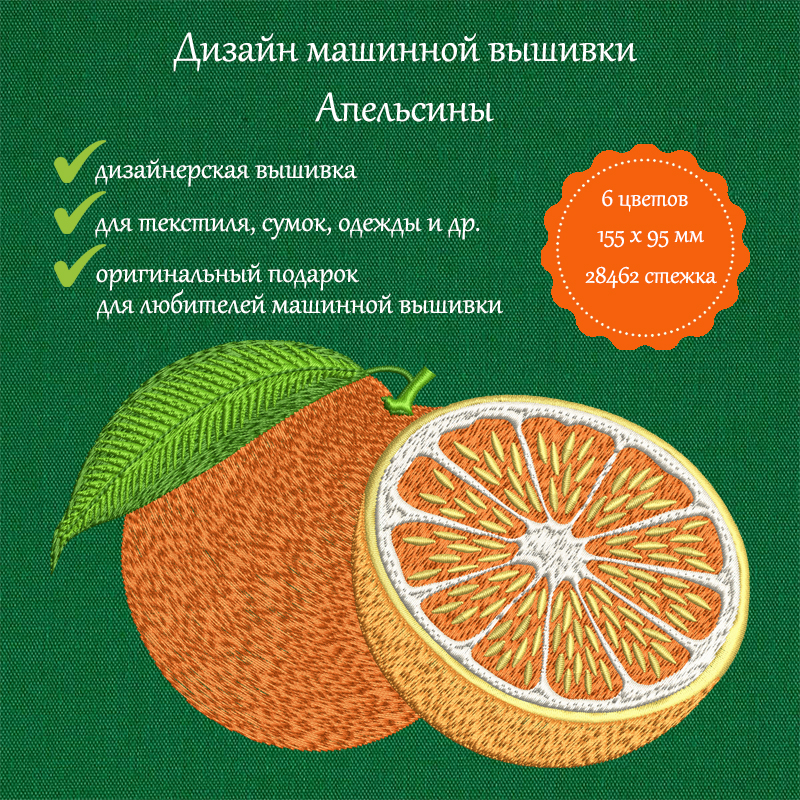 Дизайн машинной вышивки
Апельсины
дизайнерская вышивка
для текстиля, сумок, одежды и др.
оригинальный подарок
для любителей машинной вышивки
6 цветов
155 х 95 мм
28462 стежка